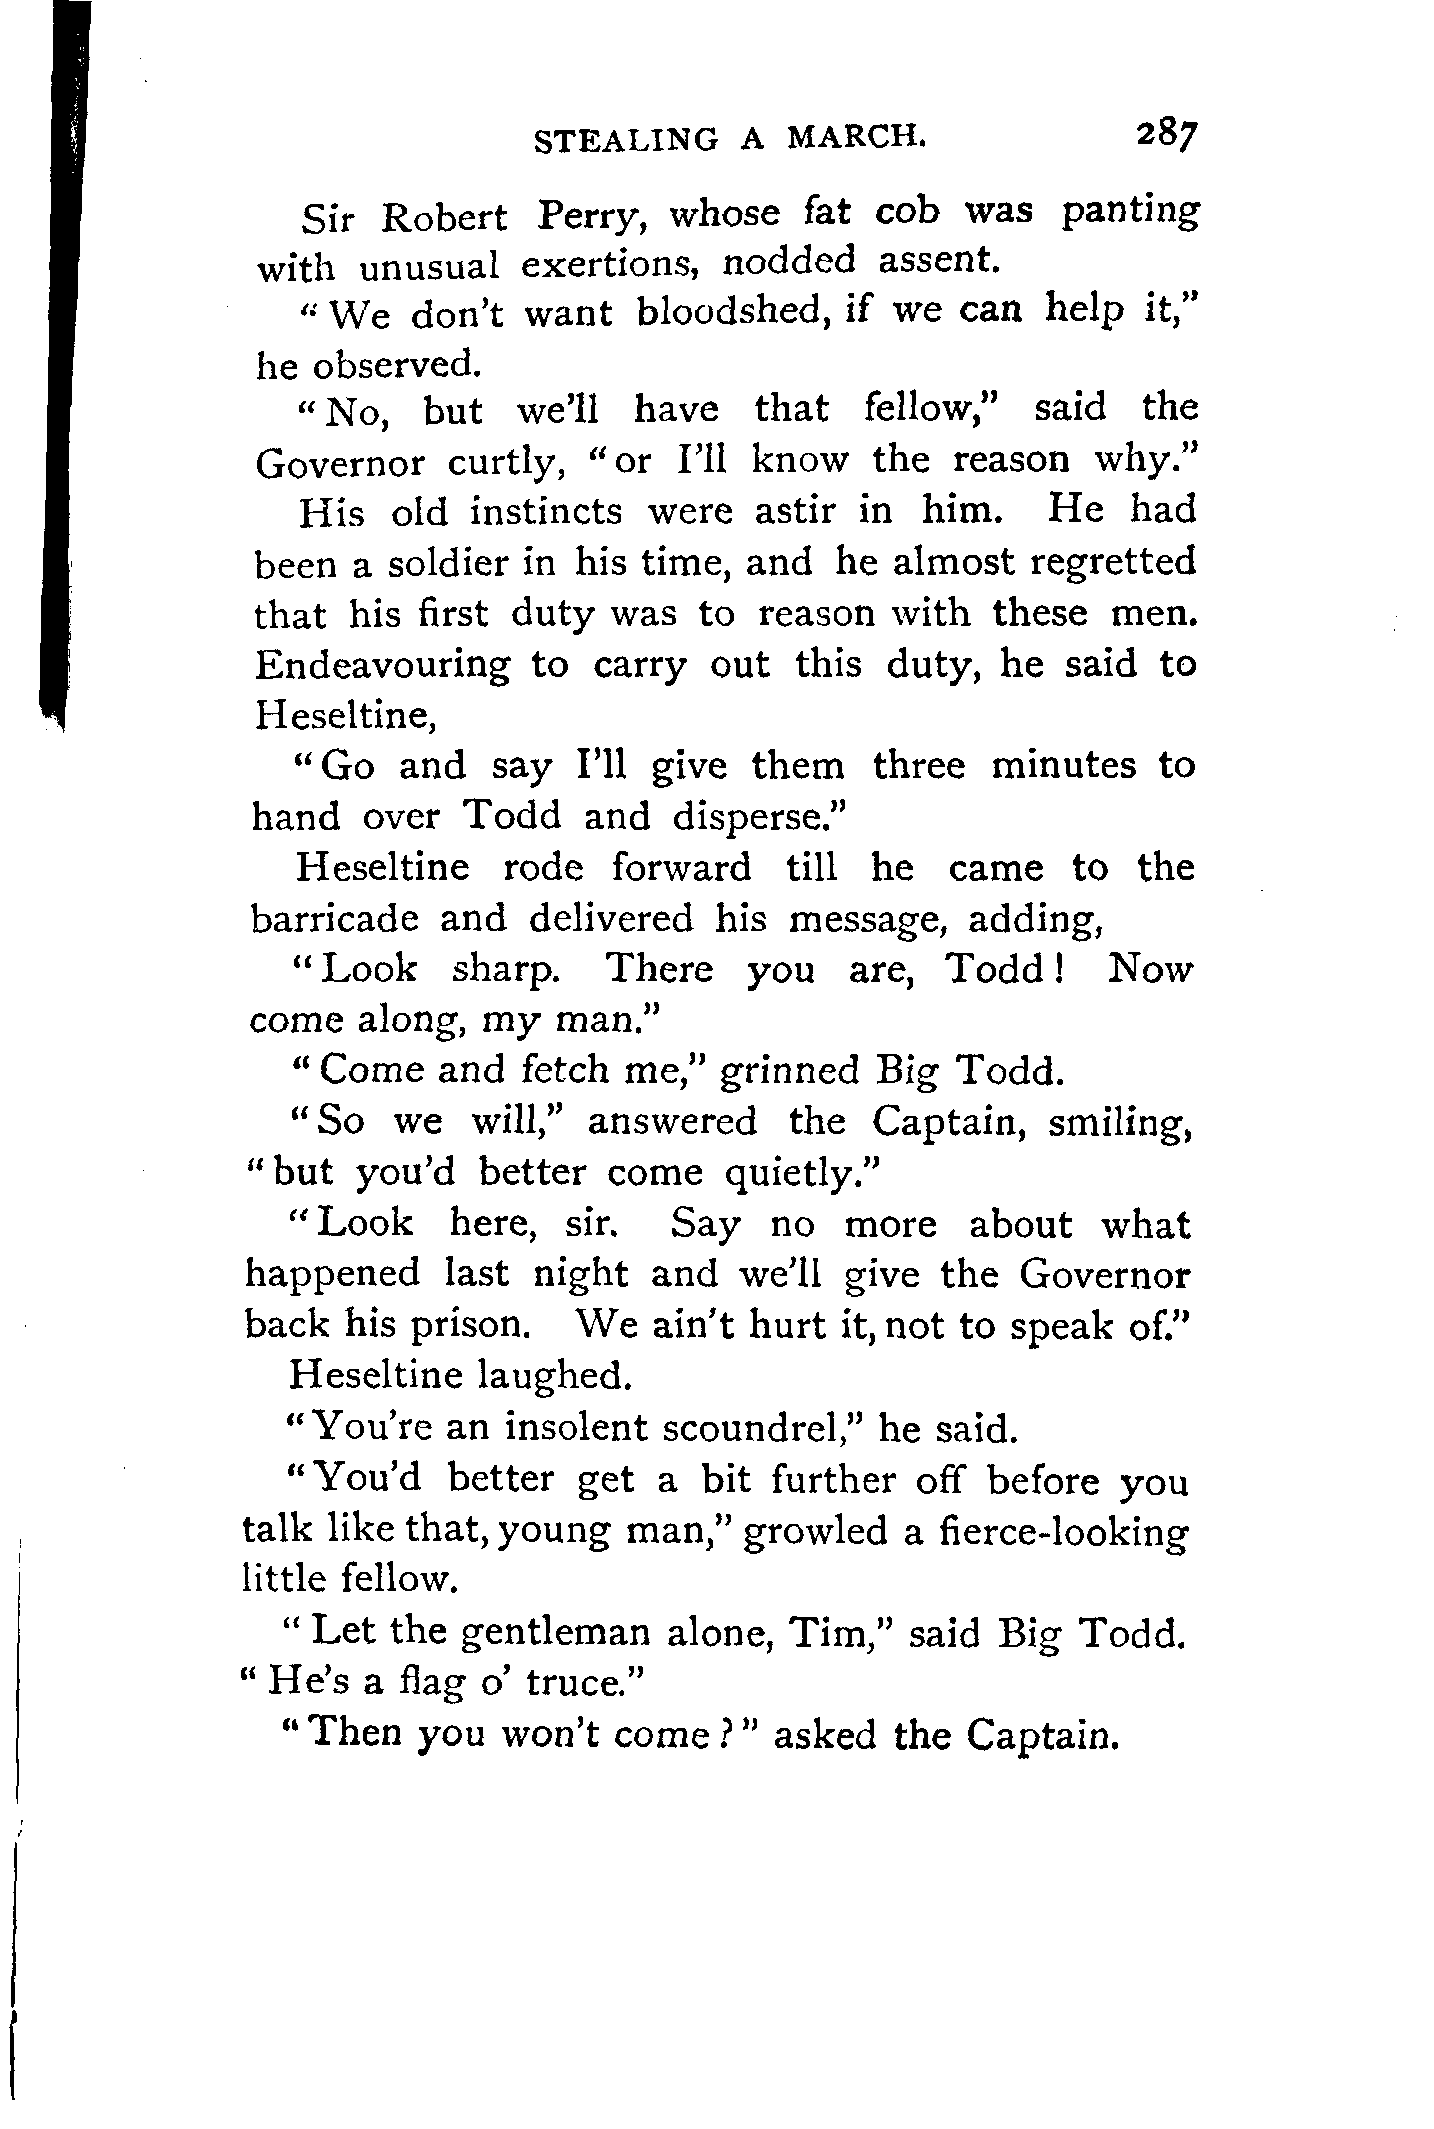 STEALING A MARCH. 287
Sir Robert Perry, whose fat cob was panting
with unusual exertions, nodded assent.
“We don't want bloodshed, if we can help it,”
he observed.
“No, but we'll have that fellow,” said the
Governor curtly, “or I'll know the reason why.”
His old instincts were astir in him. He had
been a soldier in his time, and he almost regretted
that his first duty was to reason with these men.
Endeavouring to carry out this duty, he said to
Heseltine,
“Go and say I'll give them three minutes to
hand over Todd and disperse.”
Heseltine rode forward till he came to the
barricade and delivered his message, adding,
“Look sharp. There you are, Todd! Now
come along, my man.”
“Come and fetch me,” grinned Big Todd.
“So we will,” answered the Captain, smiling,
“but you'd better come quietly.”
“Look here, sir. Say no more about what
happened last night and we'll give the Governor
back his prison. We ain't hurt it, not to speak of.”
Heseltine laughed.
“You're an insolent scoundrel,” he said.
“You'd better get a bit further off before you
talk like that, young man,” growled a fierce-looking
little fellow.
“Let the gentleman alone, Tim,” said Big Todd.
“He's a flag o' truce.”
“Then you won't come?” asked the Captain.